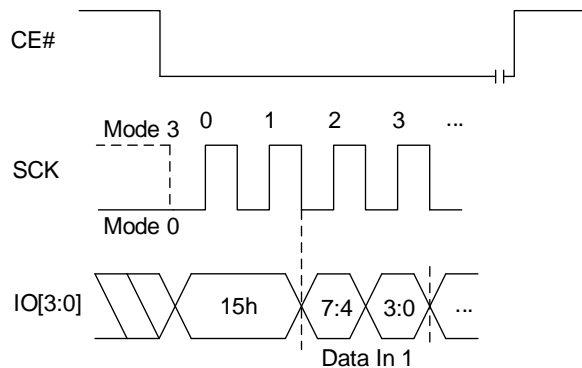 CE#
Mode 3 0 1 2 3 ...
SCK
Mode 0
IO[3:0] 15h 7:4 3:0 ...
Data In 1